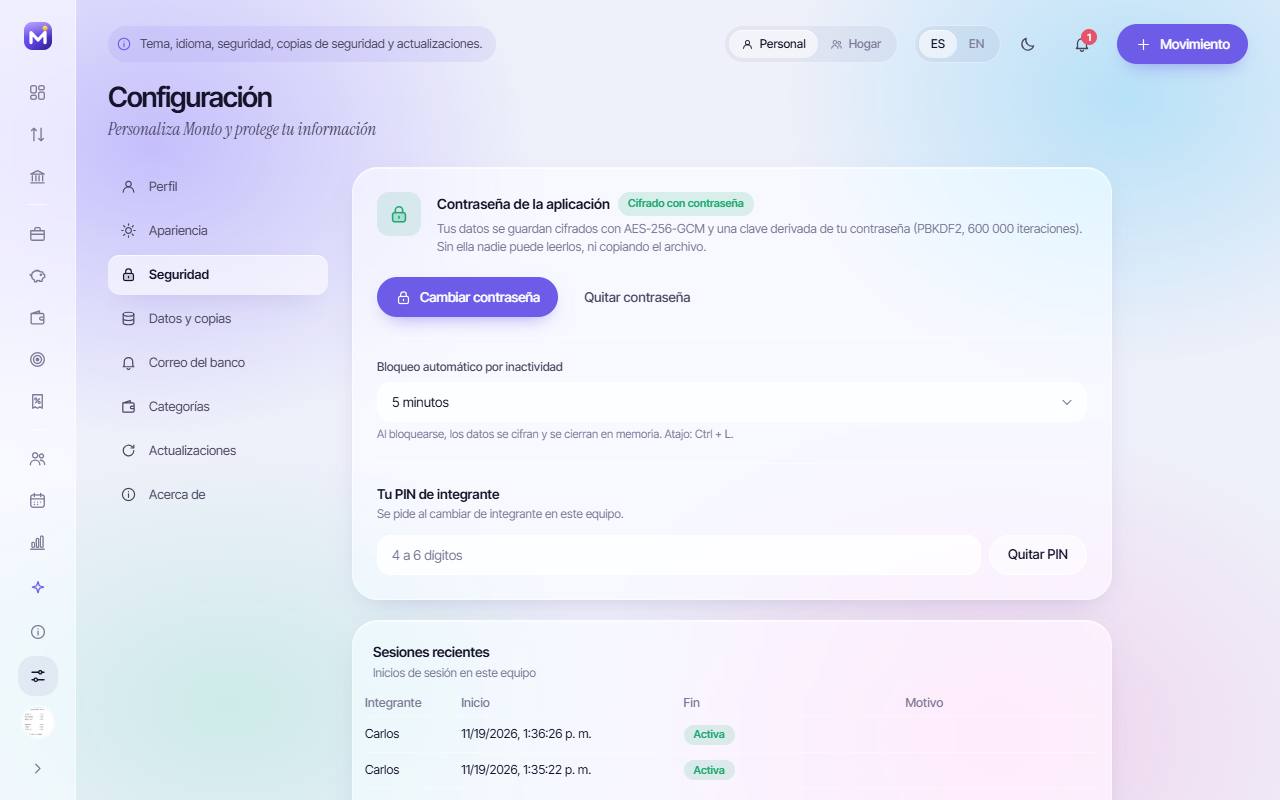 Tema, idioma, seguridad, copias de seguridad y actualizaciones.
Personal
Hogar
ES
EN
1
Movimiento
Configuración
Personaliza Monto y protege tu información
Perfil
Apariencia
Seguridad
Datos y copias
Correo del banco
Categorías
Actualizaciones
Acerca de
Contraseña de la aplicación
Cifrado con contraseña
Tus datos se guardan cifrados con AES-256-GCM y una clave derivada de tu contraseña (PBKDF2, 600 000 iteraciones).
Sin ella nadie puede leerlos, ni copiando el archivo.
Cambiar contraseña
Quitar contraseña
Bloqueo automático por inactividad
5 minutos
Al bloquearse, los datos se cifran y se cierran en memoria. Atajo: Ctrl + L.
Tu PIN de integrante
Se pide al cambiar de integrante en este equipo.
4 a 6 dígitos
Quitar PIN
Sesiones recientes
Inicios de sesión en este equipo
Integrante Inicio Fin Motivo
Carlos 11/19/2026, 1:36:26 p. m. Activa
Carlos 11/19/2026, 1:35:22 p. m. Activa